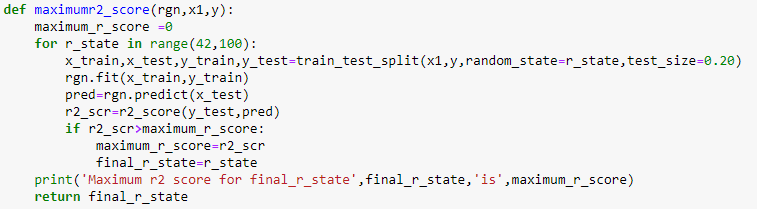 def maximumr2_score(rgn,x1,y):
    maximum_r_score =0
    for r_state in range(42,100):
        x_train,x_test,y_train,y_test=train_test_split(x1,y,random_state=r_state,test_size=0.20)
        rgn.fit(x_train,y_train)
        pred=rgn.predict(x_test)
        r2_scr=r2_score(y_test,pred)
        if r2_scr>maximum_r_score:
            maximum_r_score=r2_scr
            final_r_state=r_state
    print('Maximum r2 score for final_r_state',final_r_state,'is',maximum_r_score)
    return final_r_state